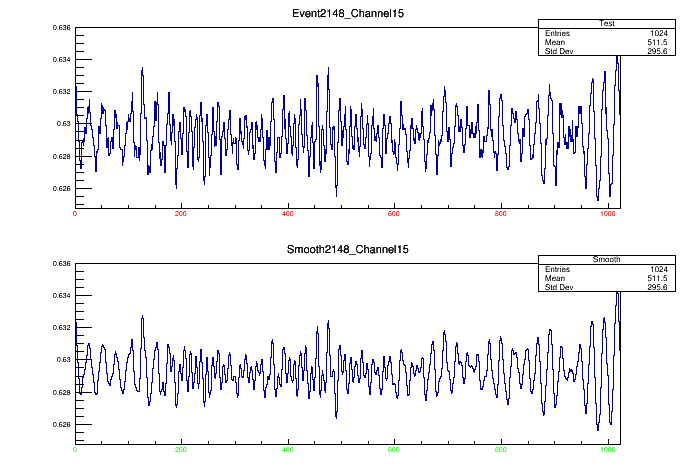 Event2148_Channel15
Test
Entries 1024
Mean 511.5
Std Dev 295.6
0.636
0.634
0.632
0.63
0.628
0.626
0 200 400 600 800 1000
Smooth2148_Channel15
Smooth
Entries 1024
Mean 511.5
Std Dev 295.6
0.636
0.634
0.632
0.63
0.628
0.626
0 200 400 600 800 1000